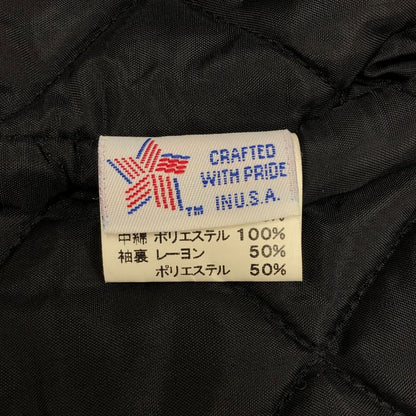 CRAFTED
WITH PRIDE
IN U.S.A.
TM
中綿 ポリエステル 100%
袖裏 レーヨン 50%
ポリエステル 50%